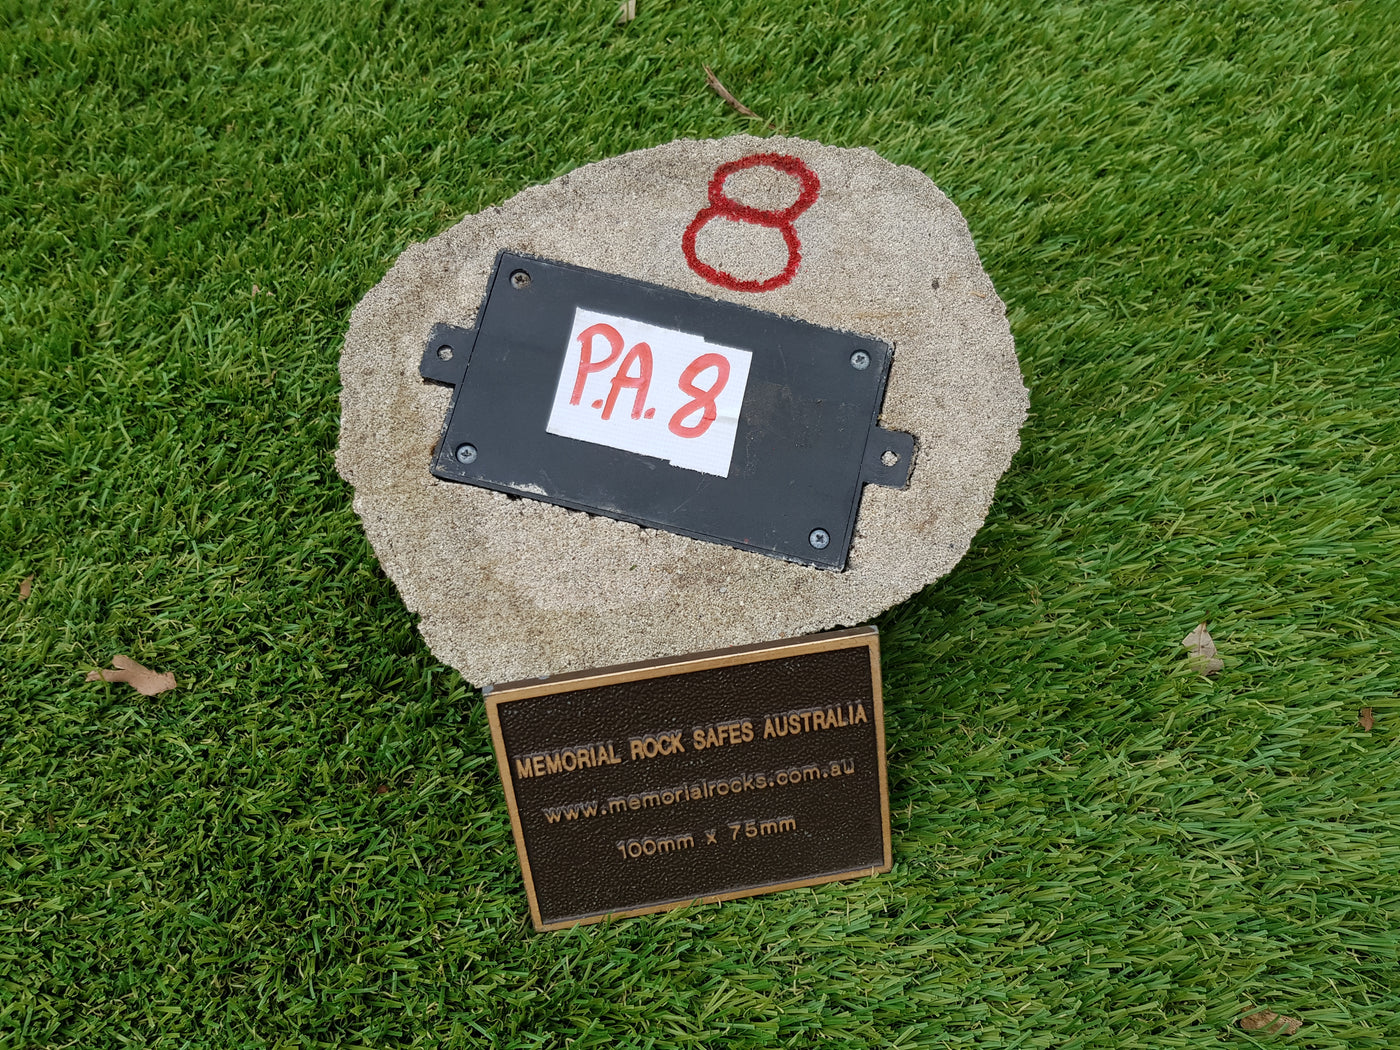 8
P.A.8
MEMORIAL ROCK SAFES AUSTRALIA
www.memorialrocks.com.au
100mm x 75mm